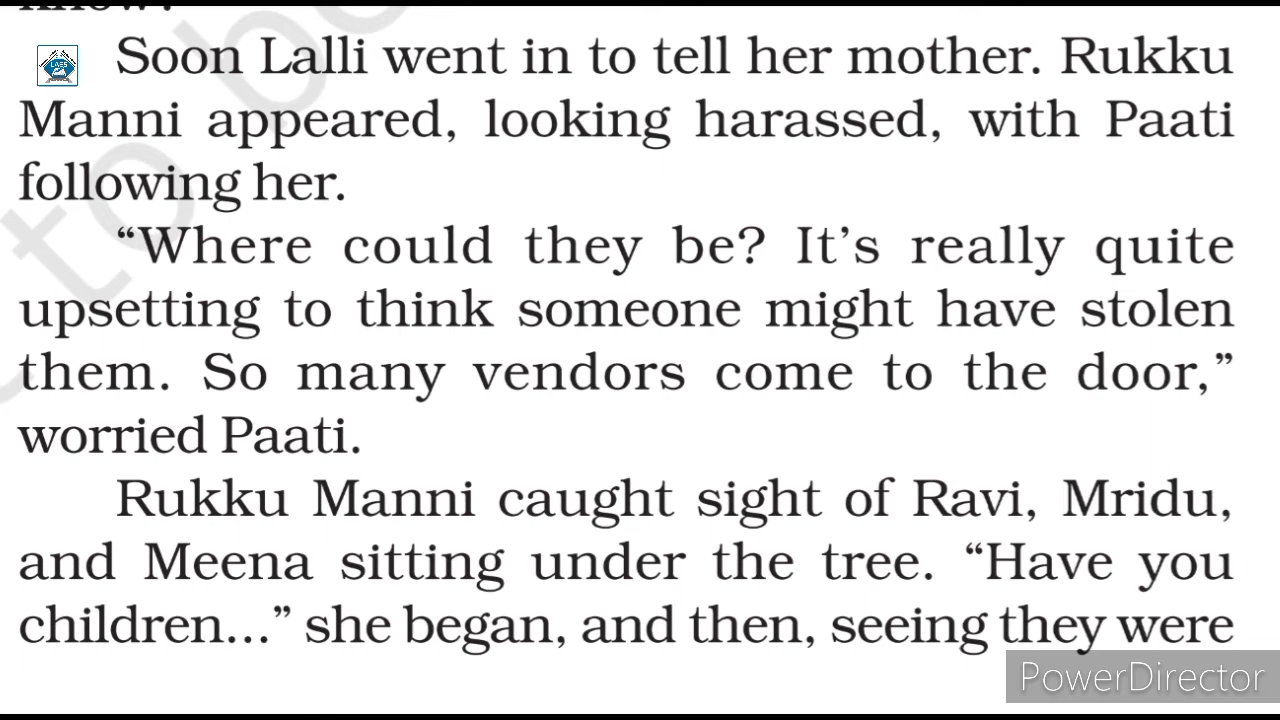 know?
Soon Lalli went in to tell her mother. Rukku
Manni appeared, looking harassed, with Paati
following her.
“Where could they be? It’s really quite
upsetting to think someone might have stolen
them. So many vendors come to the door,”
worried Paati.
Rukku Manni caught sight of Ravi, Mridu,
and Meena sitting under the tree. “Have you
children...” she began, and then, seeing they were
PowerDirector